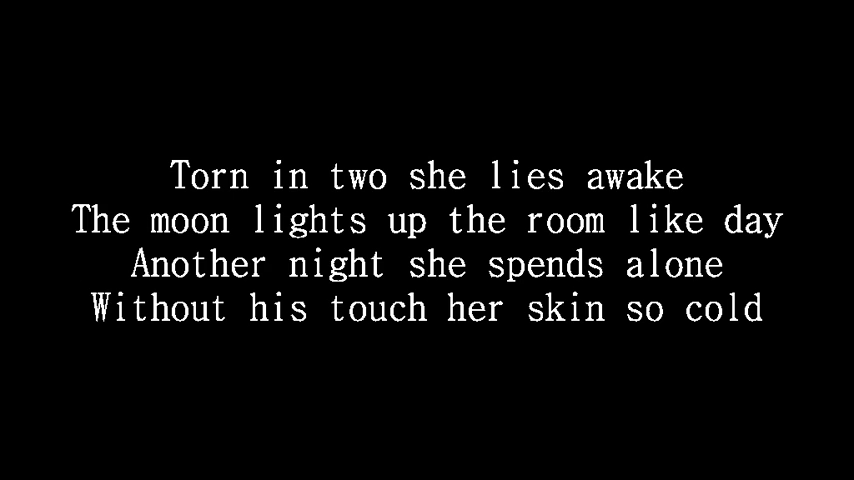 Torn in two she lies awake
The moon lights up the room like day
Another night she spends alone
Without his touch her skin so cold